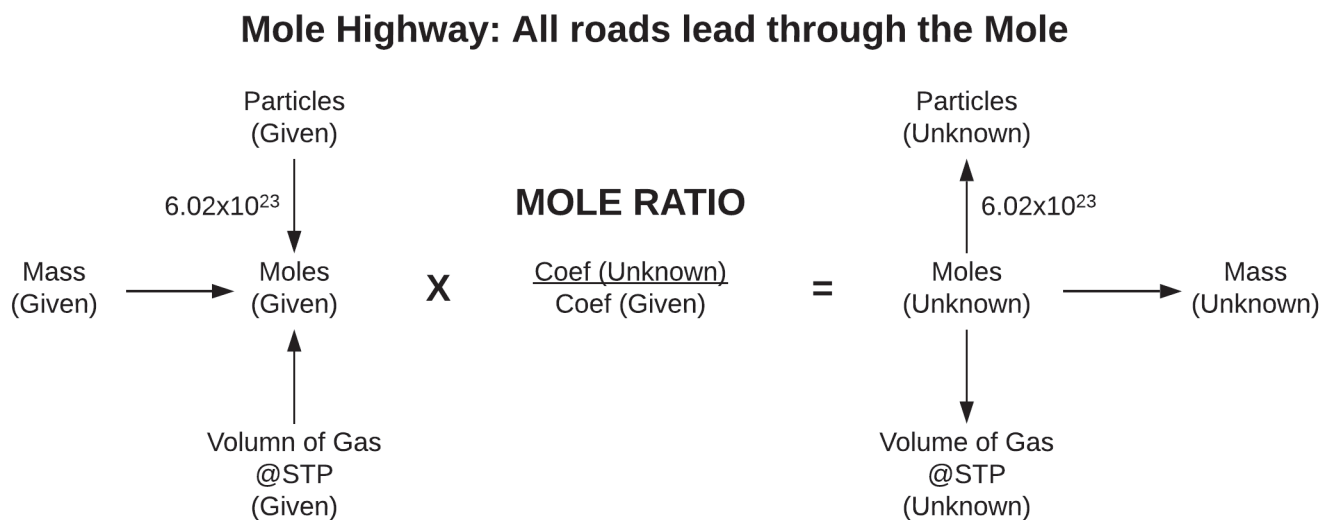 Mole Highway: All roads lead through the Mole
Particles
(Given)
6.02x10²³
Mass
(Given)
Moles
(Given)
Volumn of Gas
@STP
(Given)
X
MOLE RATIO
Coef (Unknown)
Coef (Given)
=
Particles
(Unknown)
6.02x10²³
Moles
(Unknown)
Mass
(Unknown)
Volume of Gas
@STP
(Unknown)